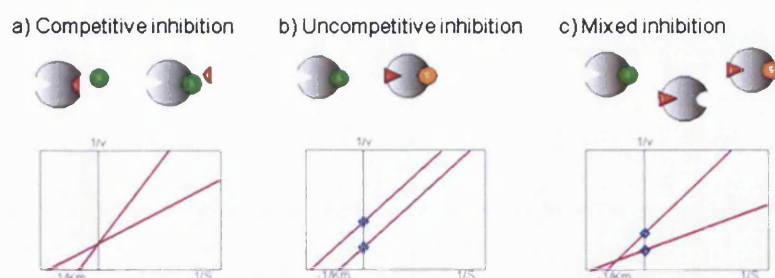 a) Competitive inhibition
b) Uncompetitive inhibition
c) Mixed inhibition
1/v
1/v
1/v
-1/Km
1/S
-1/Km
1/S
-1/Km
1/S